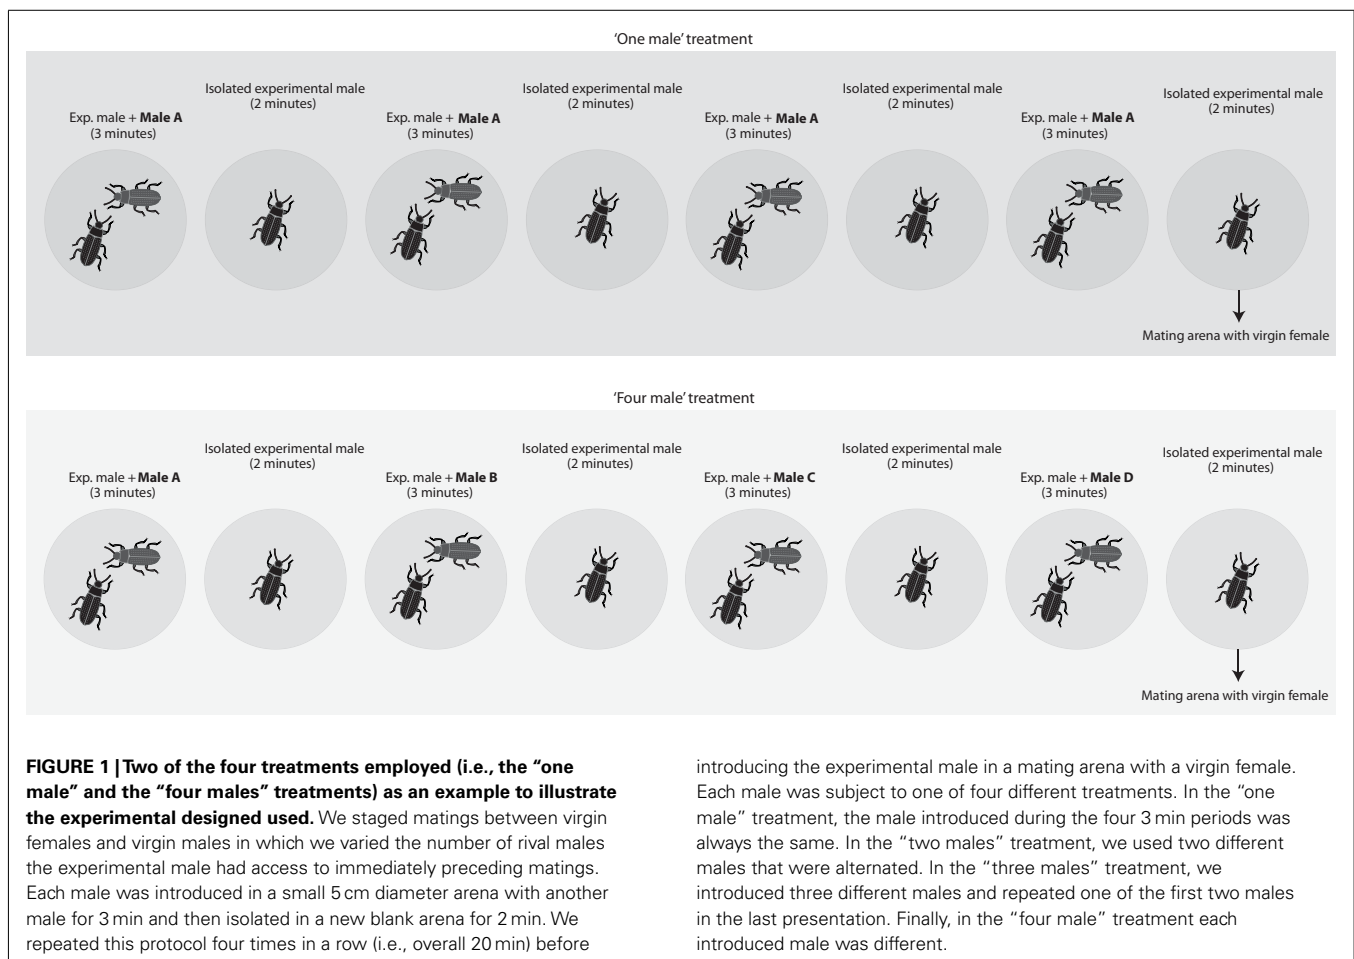 'One male' treatment
Exp. male + Male A
(3 minutes)
Isolated experimental male
(2 minutes)
Exp. male + Male A
(3 minutes)
Isolated experimental male
(2 minutes)
Exp. male + Male A
(3 minutes)
Isolated experimental male
(2 minutes)
Exp. male + Male A
(3 minutes)
Isolated experimental male
(2 minutes)
Mating arena with virgin female
'Four male' treatment
Exp. male + Male A
(3 minutes)
Isolated experimental male
(2 minutes)
Exp. male + Male B
(3 minutes)
Isolated experimental male
(2 minutes)
Exp. male + Male C
(3 minutes)
Isolated experimental male
(2 minutes)
Exp. male + Male D
(3 minutes)
Isolated experimental male
(2 minutes)
Mating arena with virgin female
FIGURE 1 | Two of the four treatments employed (i.e., the “one
male” and the “four males” treatments) as an example to illustrate
the experimental designed used. We staged matings between virgin
females and virgin males in which we varied the number of rival males
the experimental male had access to immediately preceding matings.
Each male was introduced in a small 5 cm diameter arena with another
male for 3 min and then isolated in a new blank arena for 2 min. We
repeated this protocol four times in a row (i.e., overall 20 min) before
introducing the experimental male in a mating arena with a virgin female.
Each male was subject to one of four different treatments. In the “one
male” treatment, the male introduced during the four 3 min periods was
always the same. In the “two males” treatment, we used two different
males that were alternated. In the “three males” treatment, we
introduced three different males and repeated one of the first two males
in the last presentation. Finally, in the “four male” treatment each
introduced male was different.